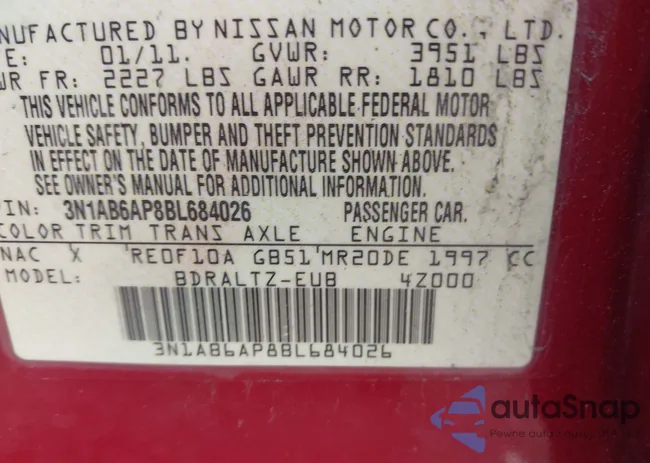 NUFACTURED BY NISSAN MOTOR CO., LTD.
TE: 01/11. GVWR: 3951 LBS
WR FR: 2227 LBS GAWR RR: 1810 LBS
THIS VEHICLE CONFORMS TO ALL APPLICABLE FEDERAL MOTOR
VEHICLE SAFETY, BUMPER AND THEFT PREVENTION STANDARDS
IN EFFECT ON THE DATE OF MANUFACTURE SHOWN ABOVE.
SEE OWNER'S MANUAL FOR ADDITIONAL INFORMATION.
IN: 3N1AB6AP8BL684026 PASSENGER CAR.
COLOR TRIM TRANS AXLE ENGINE
NAC X RE0F10A GB51 MR20DE 1997 CC
MODEL: BDRALTZ-EUB 4Z000
3N1AB6AP8BL684026
autoSnap